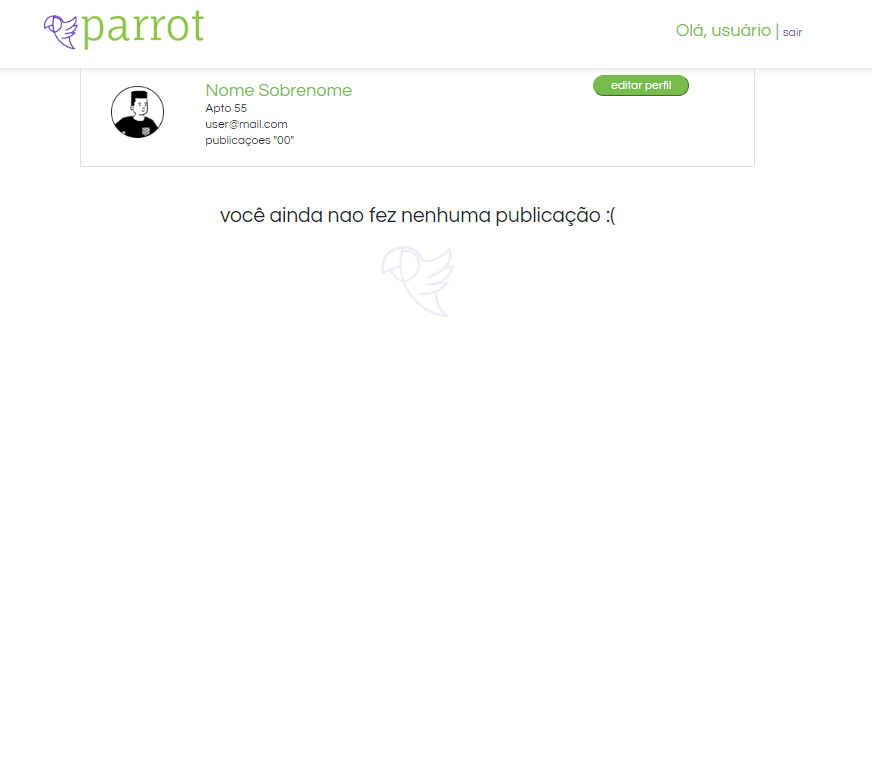 parrot
Olá, usuário | sair
Nome Sobrenome
editar perfil
Apto 55
user@mail.com
publicaçoes "00"
você ainda nao fez nenhuma publicação :(